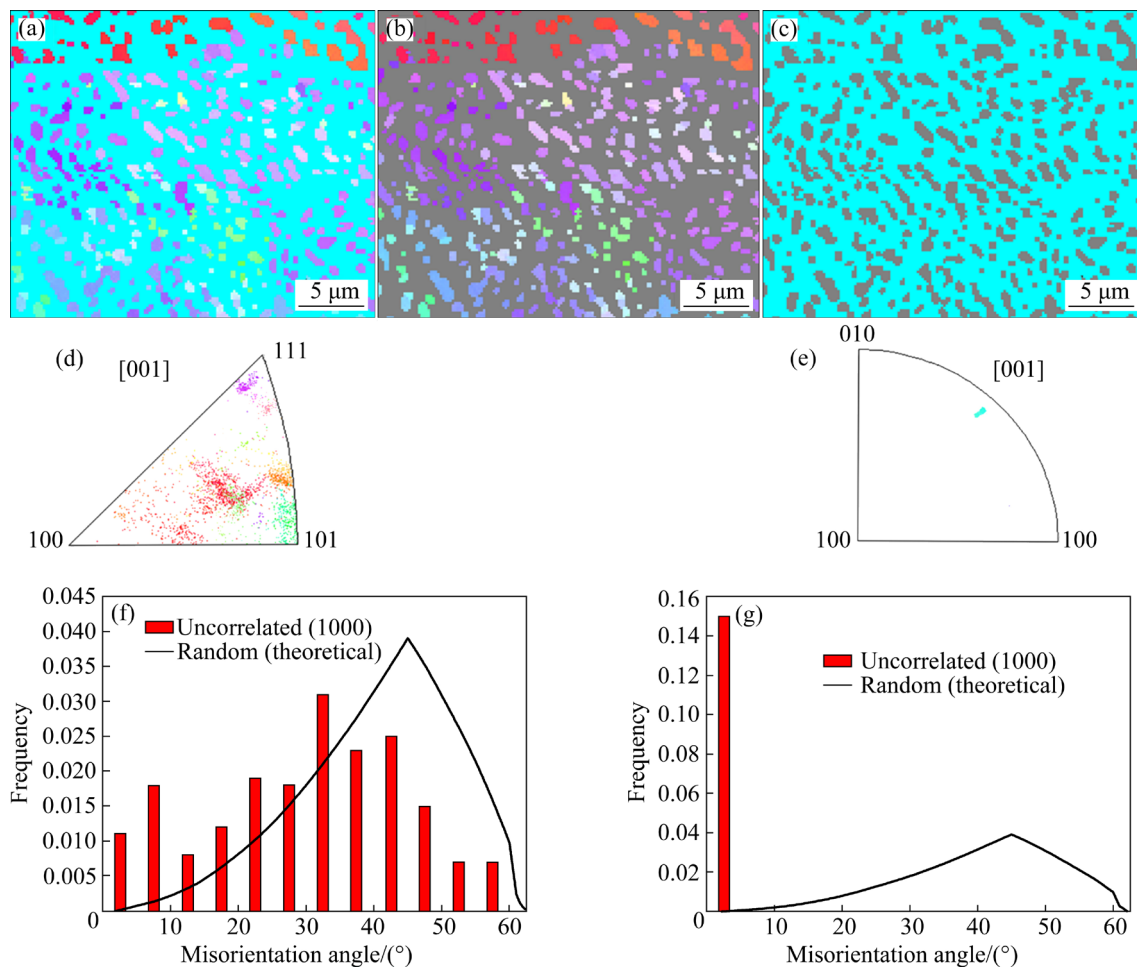 (a)
(b)
(c)
5 μm
5 μm
5 μm
(d)
[001]
111
100
101
(e)
[001]
010
100
100
(f)
Uncorrelated (1000)
Random (theoretical)
Frequency
0.045
0.040
0.035
0.030
0.025
0.020
0.015
0.010
0.005
0
10
20
30
40
50
60
Misorientation angle/(°)
(g)
Uncorrelated (1000)
Random (theoretical)
Frequency
0.16
0.14
0.12
0.10
0.08
0.06
0.04
0.02
0
10
20
30
40
50
60
Misorientation angle/(°)